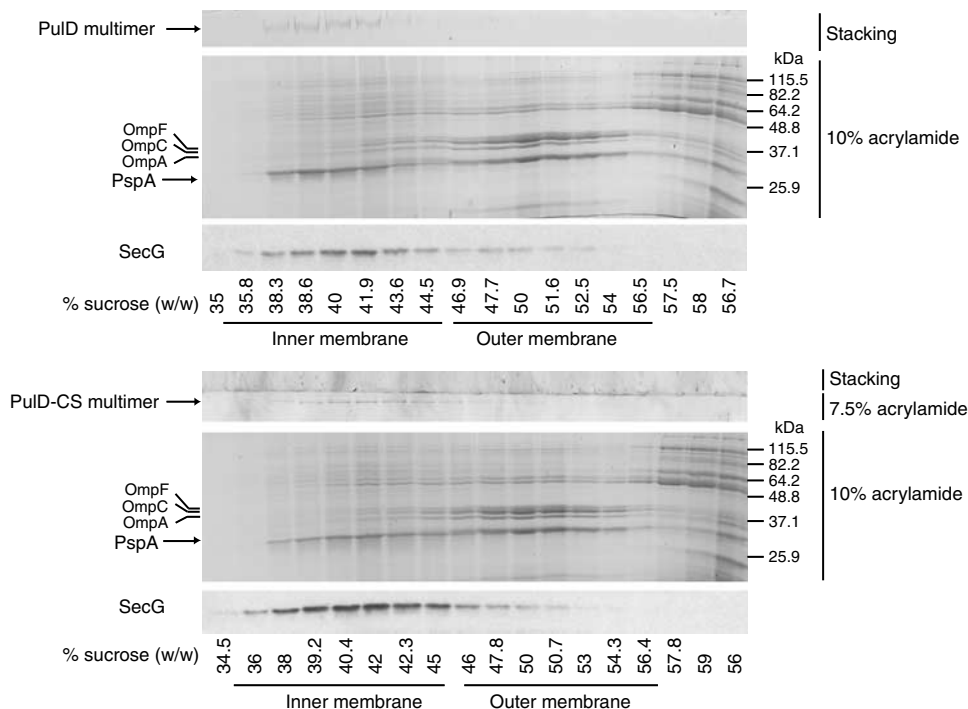 PulD multimer
Stacking
kDa
115.5
82.2
64.2
48.8
37.1
25.9
10% acrylamide
OmpF
OmpC
OmpA
PspA
SecG
% sucrose (w/w) 35 35.8 38.3 38.6 40 41.9 43.6 44.5 46.9 47.7 50 51.6 52.5 54 56.5 57.5 58 56.7
Inner membrane Outer membrane
Stacking
PulD-CS multimer
7.5% acrylamide
kDa
115.5
82.2
64.2
48.8
37.1
25.9
10% acrylamide
OmpF
OmpC
OmpA
PspA
SecG
% sucrose (w/w) 34.5 36 38 39.2 40.4 42 42.3 45 46 47.8 50 50.7 53 54.3 56.4 57.8 59 56
Inner membrane Outer membrane